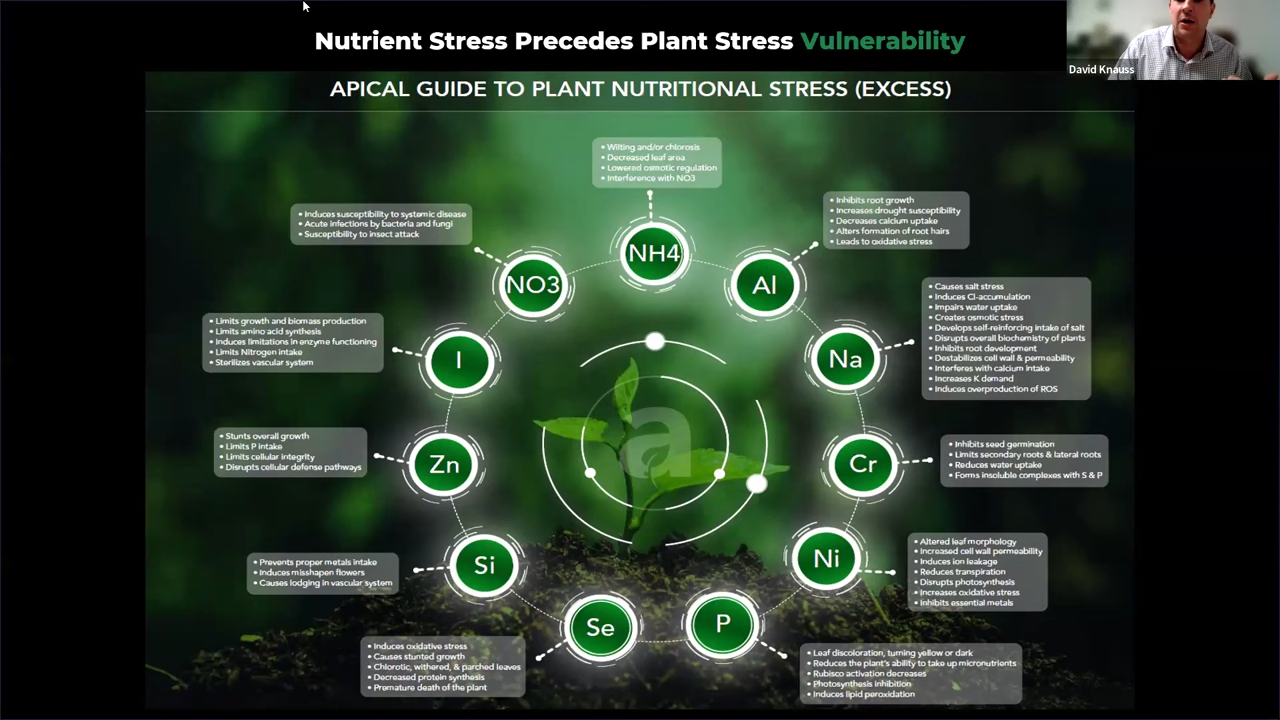 Nutrient Stress Precedes Plant Stress Vulnerability
David Knauss
APICAL GUIDE TO PLANT NUTRITIONAL STRESS (EXCESS)
• Wilting and/or chlorosis
• Decreased leaf area
• Lowered osmotic regulation
• Interference with NO3
NH4
• Inhibits root growth
• Increases drought susceptibility
• Decreases calcium uptake
• Alters formation of root hairs
• Leads to oxidative stress
Al
• Causes salt stress
• Induces Cl-accumulation
• Impairs water uptake
• Creates osmotic stress
• Develops self-reinforcing intake of salt
• Disrupts overall biochemistry of plants
• Inhibits root development
• Destabilizes cell wall & permeability
• Interferes with calcium intake
• Increases K demand
• Induces overproduction of ROS
Na
• Inhibits seed germination
• Limits secondary roots & lateral roots
• Reduces water uptake
• Forms insoluble complexes with S & P
Cr
• Altered leaf morphology
• Increased cell wall permeability
• Induces ion leakage
• Reduces transpiration
• Disrupts photosynthesis
• Increases oxidative stress
• Inhibits essential metals
Ni
• Leaf discoloration, turning yellow or dark
• Reduces the plant's ability to take up micronutrients
• Rubisco activation decreases
• Photosynthesis inhibition
• Induces lipid peroxidation
P
• Induces oxidative stress
• Causes stunted growth
• Chlorotic, withered, & parched leaves
• Decreased protein synthesis
• Premature death of the plant
Se
• Prevents proper metals intake
• Induces misshapen flowers
• Causes lodging in vascular system
Si
• Stunts overall growth
• Limits P intake
• Limits cellular integrity
• Disrupts cellular defense pathways
Zn
• Limits growth and biomass production
• Limits amino acid synthesis
• Induces limitations in enzyme functioning
• Limits Nitrogen intake
• Sterilizes vascular system
I
• Induces susceptibility to systemic disease
• Acute infections by bacteria and fungi
• Susceptibility to insect attack
NO3
a